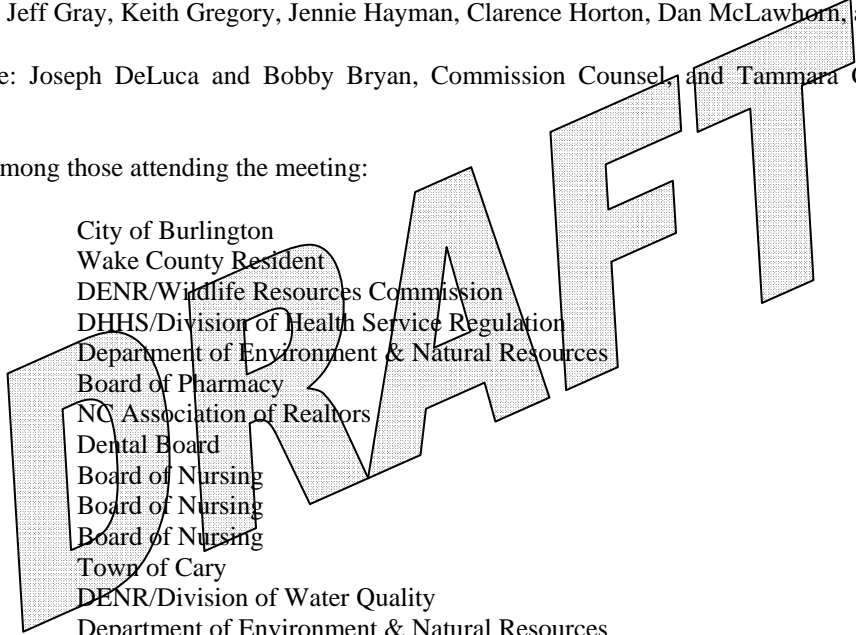 Jeff Gray, Keith Gregory, Jennie Hayman, Clarence Horton, Dan McLawhorn,
e: Joseph DeLuca and Bobby Bryan, Commission Counsel, and Tammara
mong those attending the meeting:
City of Burlington
Wake County Resident
DENR/Wildlife Resources Commission
DHHS/Division of Health Service Regulation
Department of Environment & Natural Resources
Board of Pharmacy
NC Association of Realtors
Dental Board
Board of Nursing
Board of Nursing
Board of Nursing
Town of Cary
DENR/Division of Water Quality
Department of Environment & Natural Resources
DRAFT